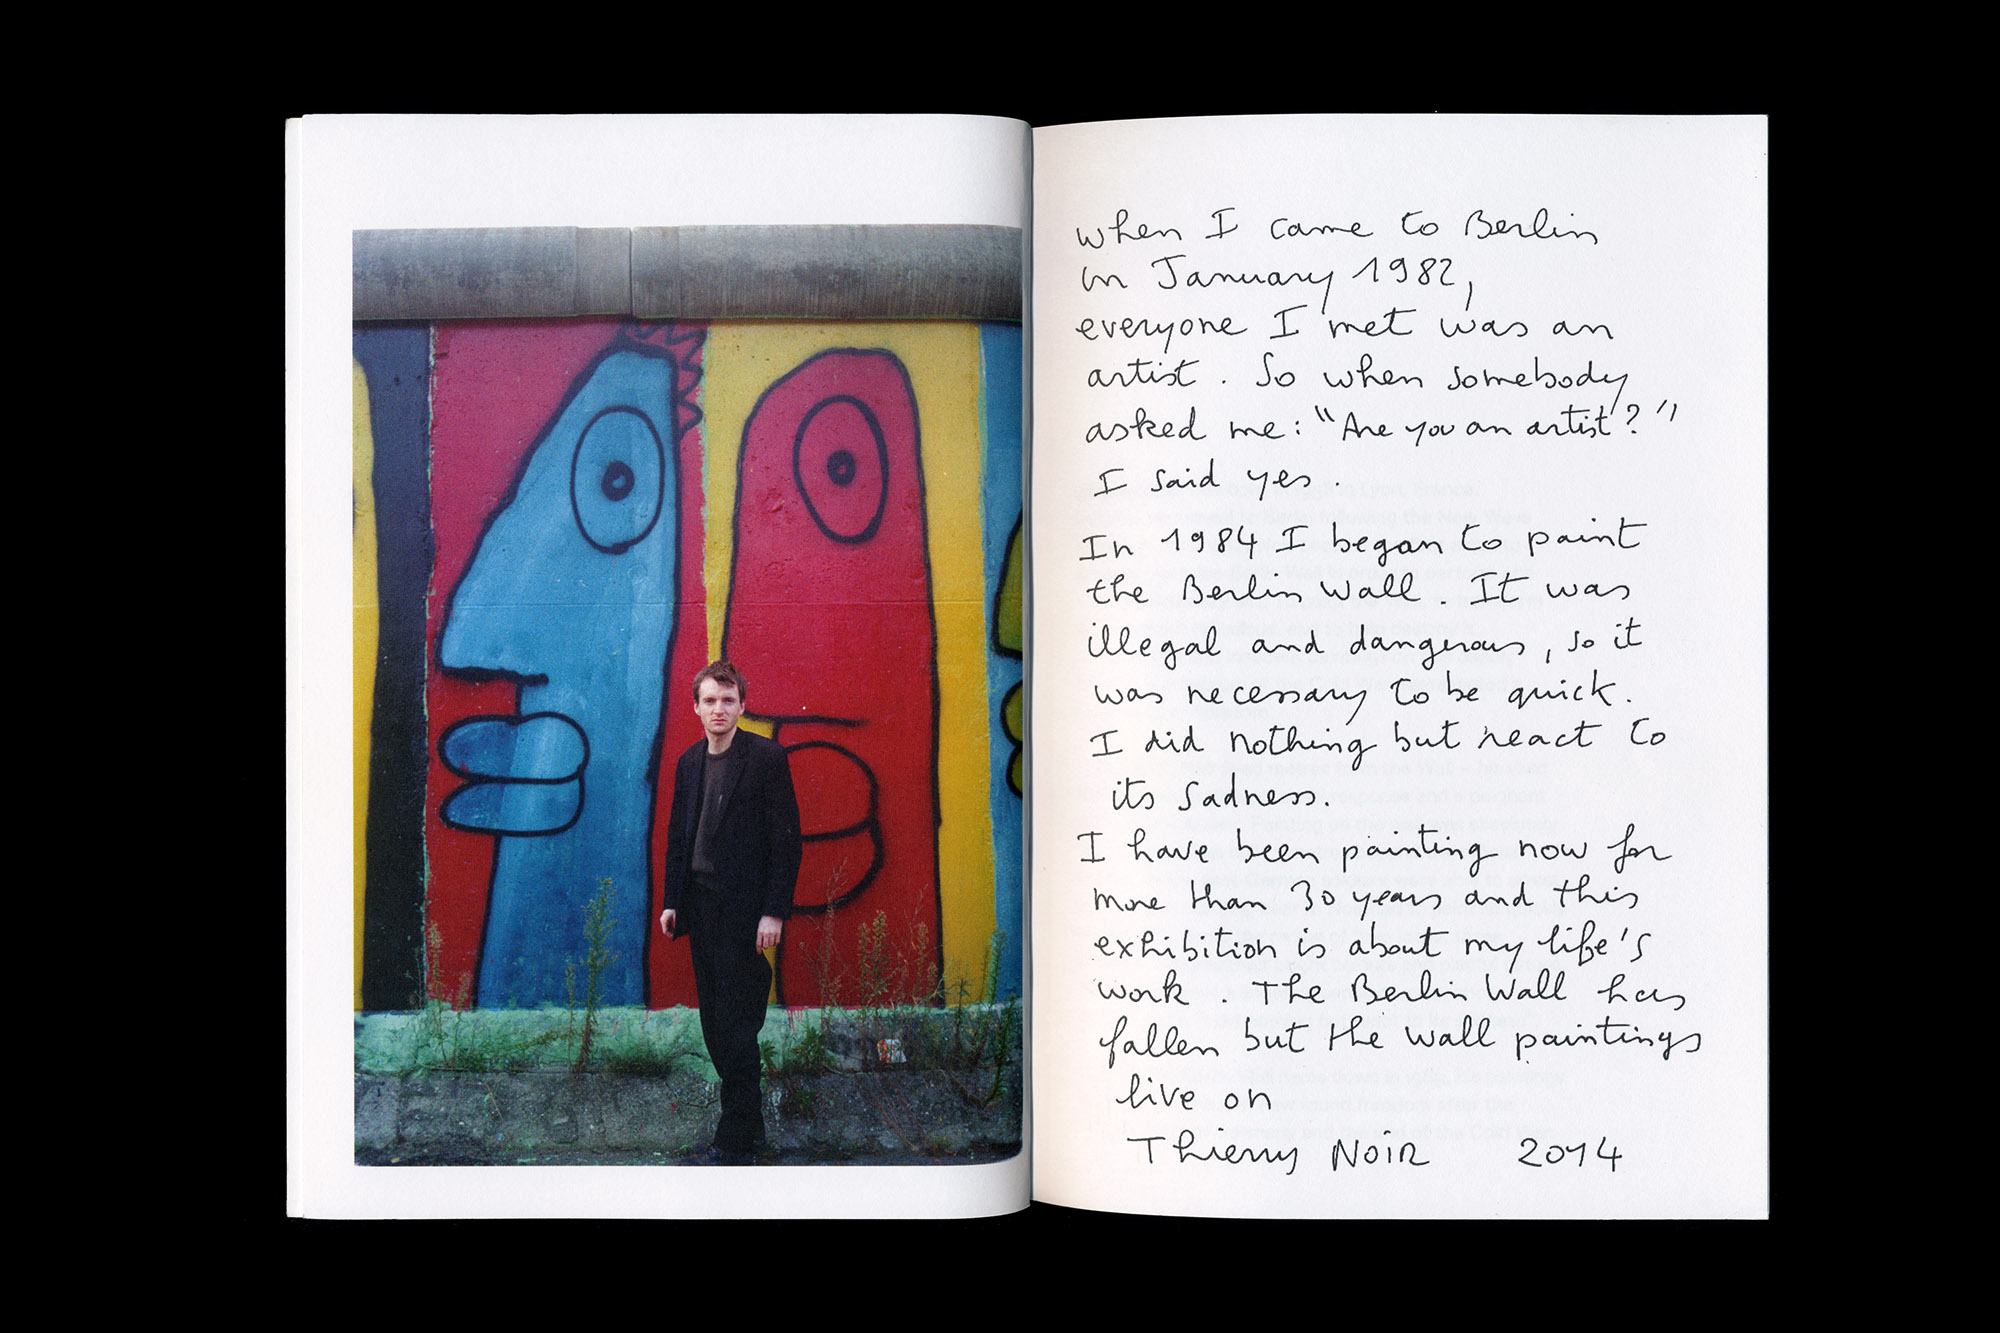 when I came to Berlin
in January 1982,
everyone I met was an
artist. So when somebody
asked me: "Are you an artist?"
I said yes.
In 1984 I began to paint
the Berlin Wall. It was
illegal and dangerous, so it
was necessary to be quick.
I did nothing but react to
its sadness.
I have been painting now for
more than 30 years and this
exhibition is about my life's
work. The Berlin Wall has
fallen but the wall paintings
live on
Thierry NOIR 2014